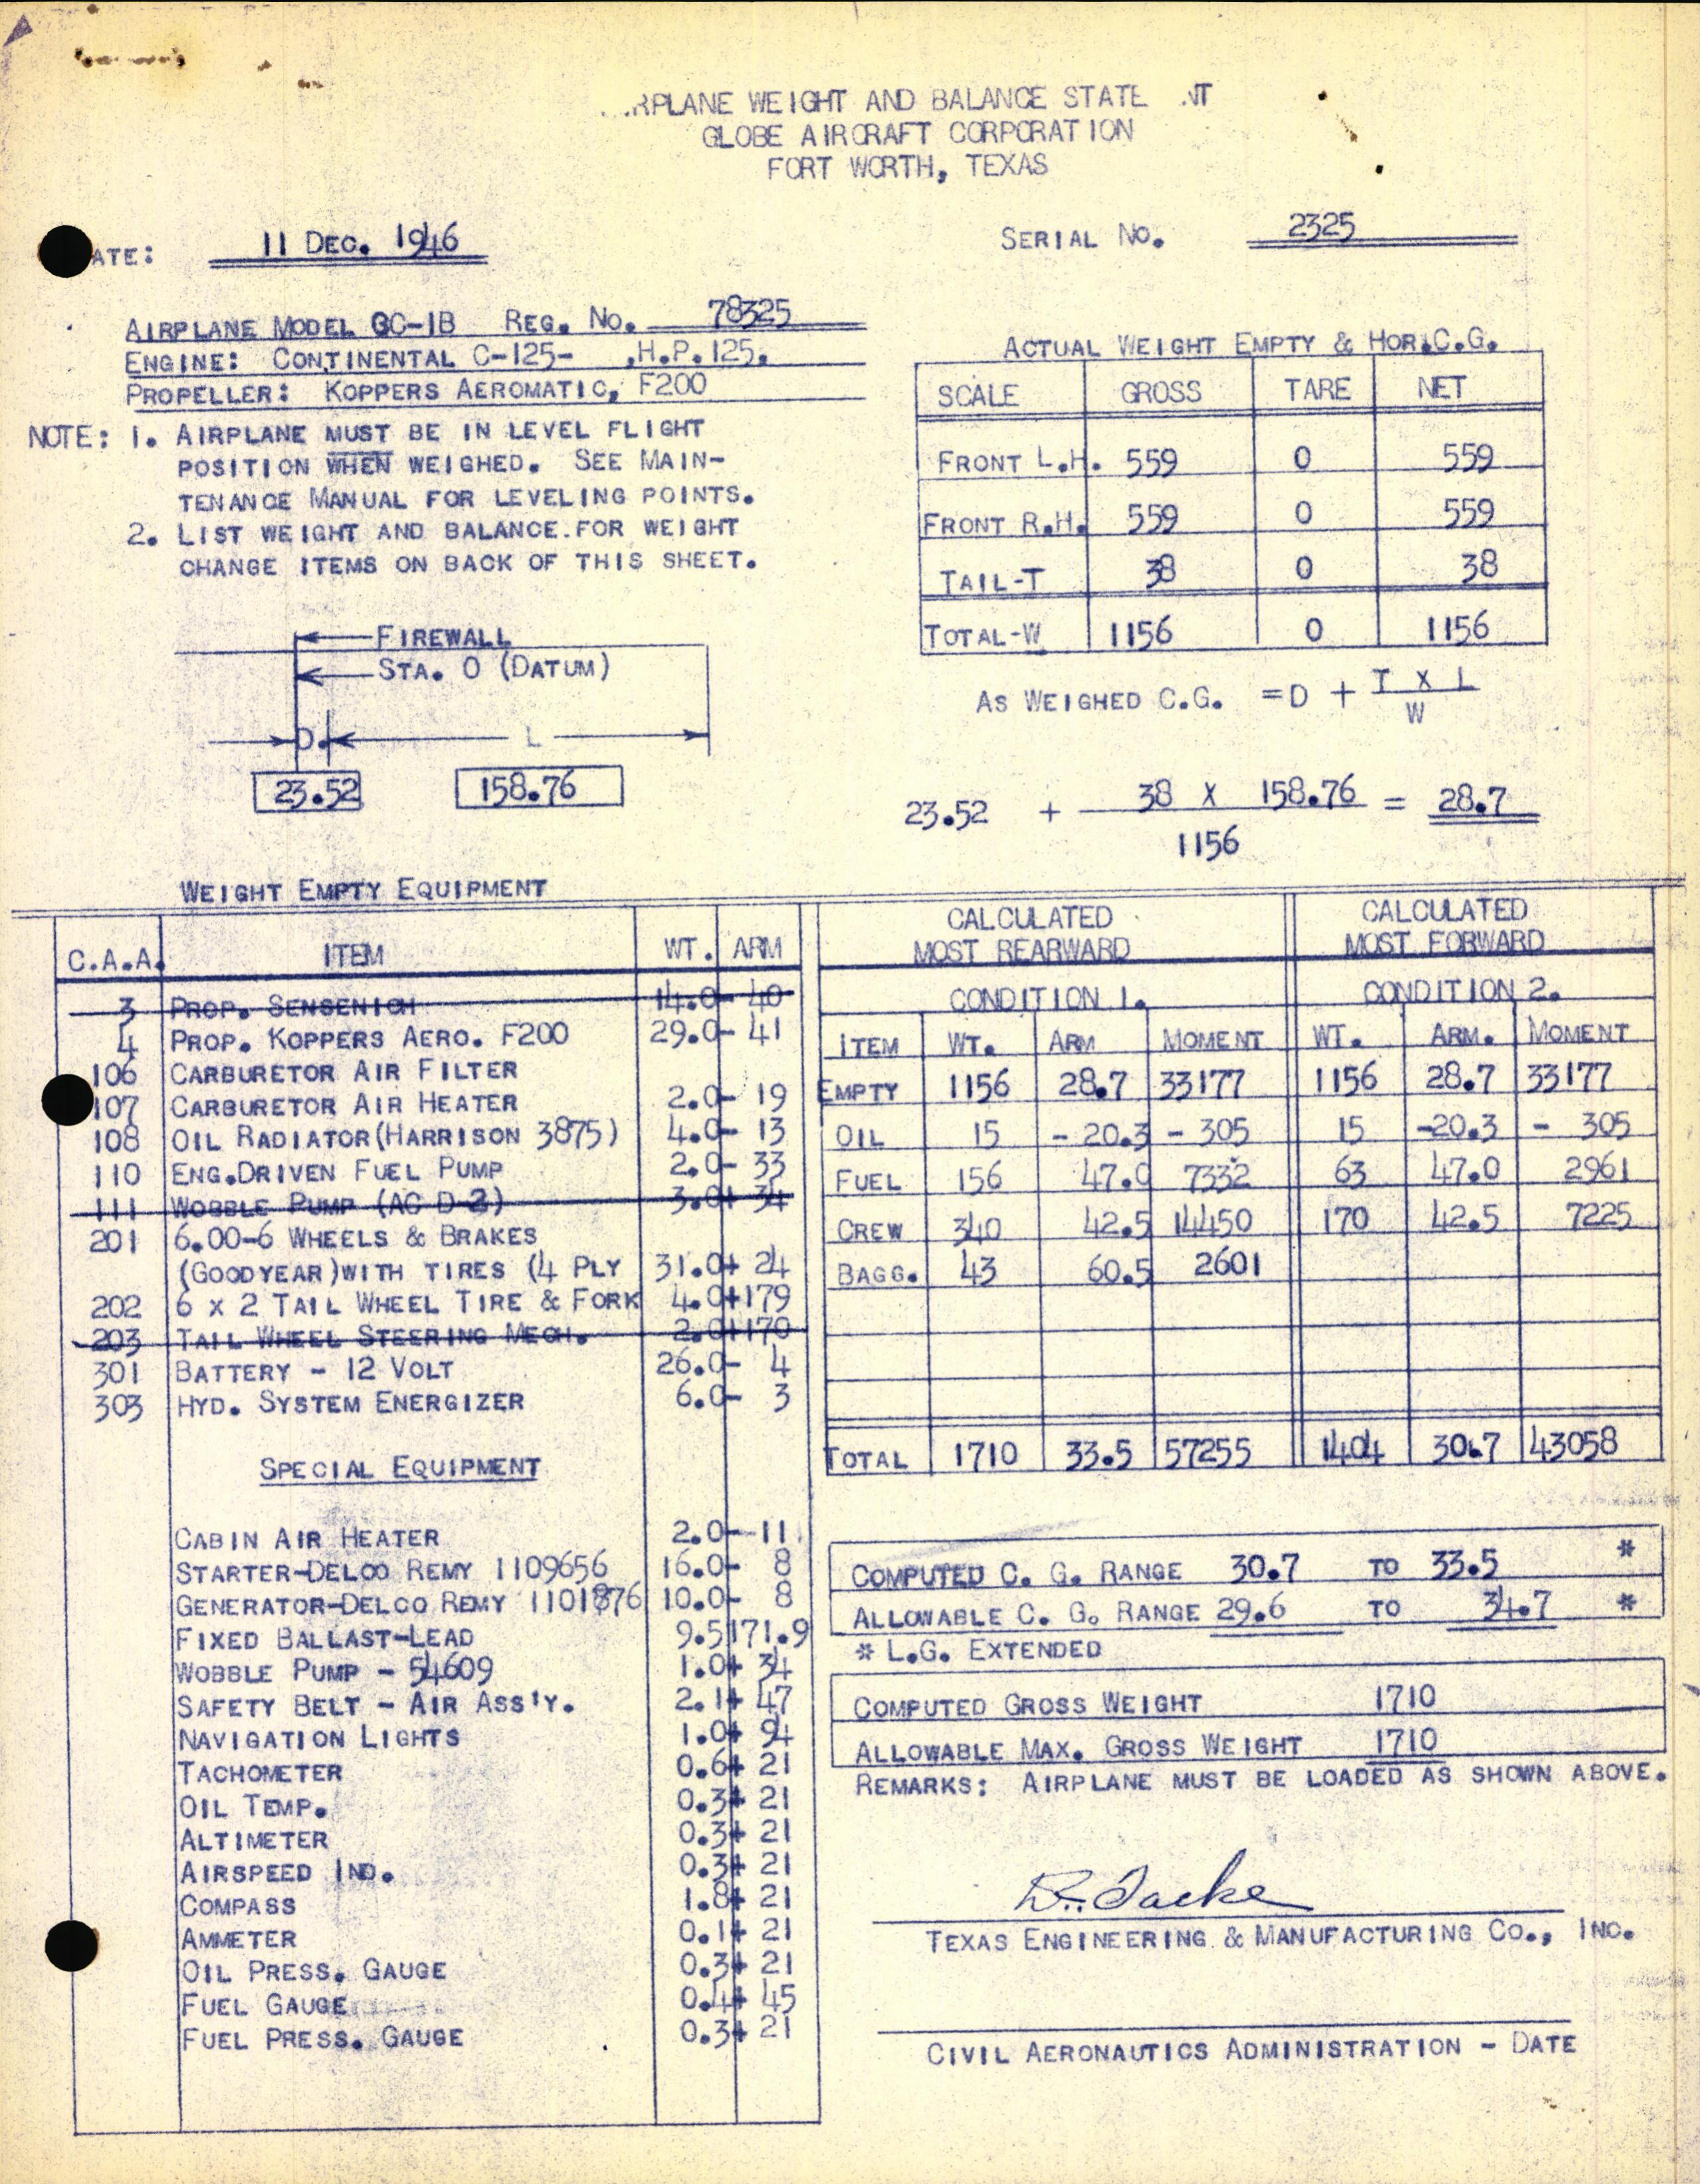 RPLANE WEIGHT AND BALANCE STATE NT
GLOBE AIRCRAFT CORPORATION
FORT WORTH, TEXAS
ATE: 11 DEC. 1946
SERIAL NO. 2325
AIRPLANE MODEL GC-1B REG. NO. 78325
ENGINE: CONTINENTAL C-125- .H.P. 125.
PROPELLER: KOPPERS AEROMATIC, F200
NOTE: 1. AIRPLANE MUST BE IN LEVEL FLIGHT
POSITION WHEN WEIGHED. SEE MAIN-
TENANCE MANUAL FOR LEVELING POINTS.
2. LIST WEIGHT AND BALANCE.FOR WEIGHT
CHANGE ITEMS ON BACK OF THIS SHEET.
ACTUAL WEIGHT EMPTY & HOR.C.G.
SCALE GROSS TARE NET
FRONT L.H. 559 0 559
FRONT R.H. 559 0 559
TAIL-T 38 0 38
TOTAL-W 1156 0 1156
FIREWALL
STA. 0 (DATUM)
D. L
23.52 158.76
AS WEIGHED C.G. = D + T X L
W
23.52 + 38 X 158.76 = 28.7
1156
WEIGHT EMPTY EQUIPMENT
C.A.A. ITEM WT. ARM
3 PROP. SENSENICH 14.0- 40
4 PROP. KOPPERS AERO. F200 29.0- 41
106 CARBURETOR AIR FILTER
107 CARBURETOR AIR HEATER 2.0- 19
108 OIL RADIATOR(HARRISON 3875) 4.0- 13
110 ENG.DRIVEN FUEL PUMP 2.0- 33
111 WOBBLE PUMP (AC D-2) 3.0+ 34
201 6.00-6 WHEELS & BRAKES
(GOODYEAR)WITH TIRES (4 PLY 31.0+ 24
202 6 X 2 TAIL WHEEL TIRE & FORK 4.0+179
203 TAIL WHEEL STEERING MECH. 2.0+170
301 BATTERY - 12 VOLT 26.0- 4
303 HYD. SYSTEM ENERGIZER 6.0- 3
SPECIAL EQUIPMENT
CABIN AIR HEATER 2.0- 11
STARTER-DELCO REMY 1109656 16.0- 8
GENERATOR-DELCO REMY 1101876 10.0- 8
FIXED BALLAST-LEAD 9.5 171.9
WOBBLE PUMP - 54609 1.0+ 34
SAFETY BELT - AIR ASS'Y. 2.1+ 47
NAVIGATION LIGHTS 1.0+ 94
TACHOMETER 0.6+ 21
OIL TEMP. 0.3+ 21
ALTIMETER 0.3+ 21
AIRSPEED IND. 0.3+ 21
COMPASS 1.8+ 21
AMMETER 0.1+ 21
OIL PRESS. GAUGE 0.3+ 21
FUEL GAUGE 0.4+ 45
FUEL PRESS. GAUGE 0.3+ 21
CALCULATED CALCULATED
MOST REARWARD MOST FORWARD
CONDITION 1. CONDITION 2.
ITEM WT. ARM MOMENT WT. ARM. MOMENT
EMPTY 1156 28.7 33177 1156 28.7 33177
OIL 15 - 20.3 - 305 15 -20.3 - 305
FUEL 156 47.0 7332 63 47.0 2961
CREW 340 42.5 14450 170 42.5 7225
BAGG. 43 60.5 2601
TOTAL 1710 33.5 57255 1404 30.7 43058
COMPUTED C. G. RANGE 30.7 TO 33.5 *
ALLOWABLE C. G. RANGE 29.6 TO 34.7 *
* L.G. EXTENDED
COMPUTED GROSS WEIGHT 1710
ALLOWABLE MAX. GROSS WEIGHT 1710
REMARKS: AIRPLANE MUST BE LOADED AS SHOWN ABOVE.
TEXAS ENGINEERING & MANUFACTURING CO., INC.
CIVIL AERONAUTICS ADMINISTRATION - DATE